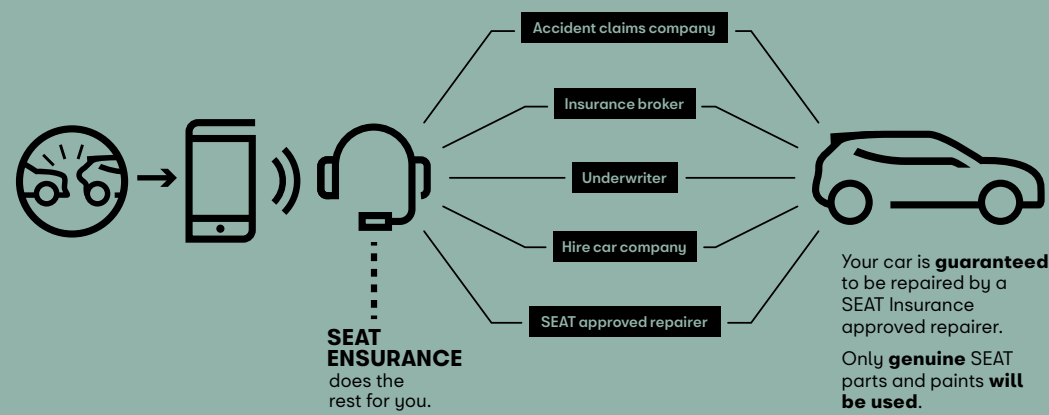 Accident claims company
Insurance broker
Underwriter
Hire car company
SEAT approved repairer
SEAT
ENSURANCE
does the
rest for you.
Your car is guaranteed
to be repaired by a
SEAT Insurance
approved repairer.
Only genuine SEAT
parts and paints will
be used.